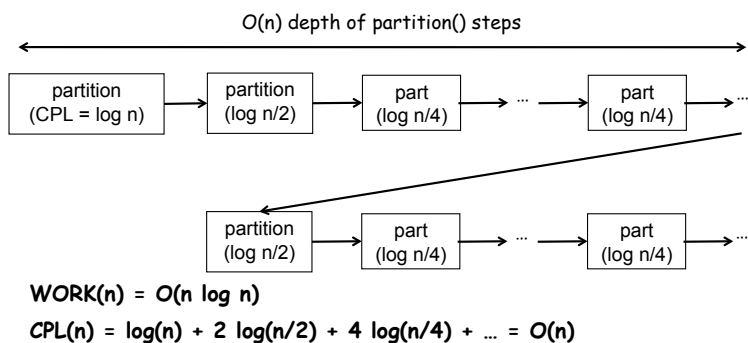 O(n) depth of partition() steps
partition
(CPL = log n)
partition
(log n/2)
part
(log n/4)
...
part
(log n/4)
...
partition
(log n/2)
part
(log n/4)
...
part
(log n/4)
...
WORK(n) = O(n log n)
CPL(n) = log(n) + 2 log(n/2) + 4 log(n/4) + ... = O(n)